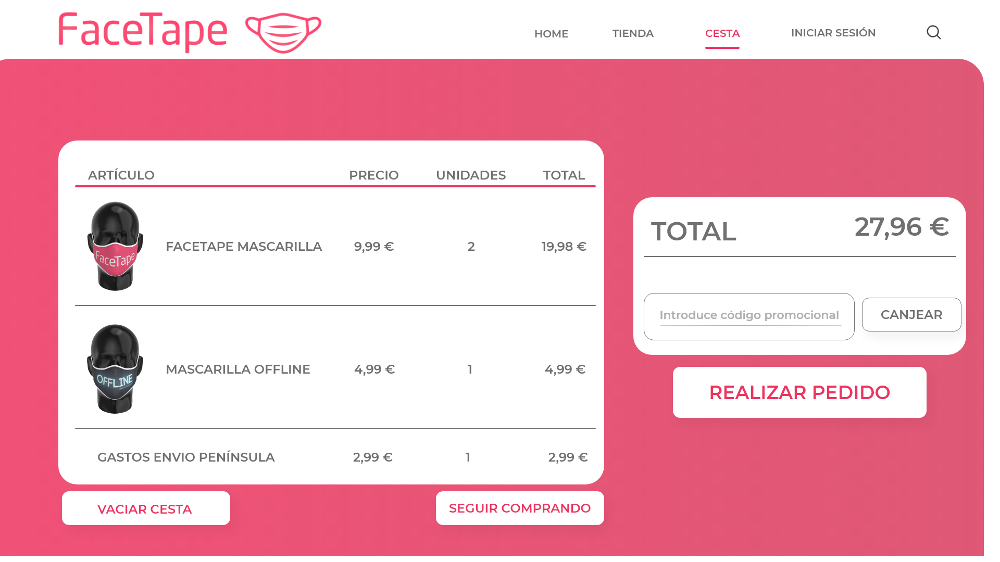 FaceTape
HOME
TIENDA
CESTA
INICIAR SESIÓN
ARTÍCULO PRECIO UNIDADES TOTAL
FaceTape
FACETAPE MASCARILLA 9,99 € 2 19,98 €
OFFLINE
MASCARILLA OFFLINE 4,99 € 1 4,99 €
GASTOS ENVIO PENÍNSULA 2,99 € 1 2,99 €
VACIAR CESTA
SEGUIR COMPRANDO
TOTAL 27,96 €
Introduce código promocional
CANJEAR
REALIZAR PEDIDO